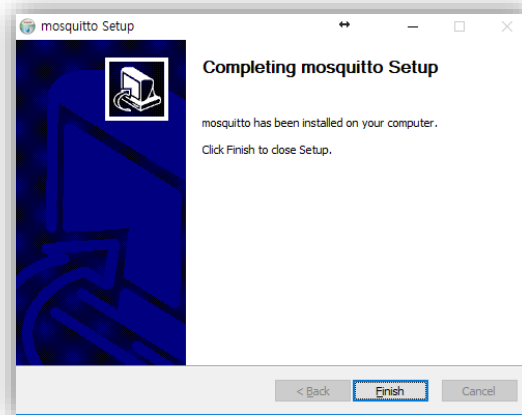 mosquitto Setup
Completing mosquitto Setup
mosquitto has been installed on your computer.
Click Finish to close Setup.
< Back
Finish
Cancel